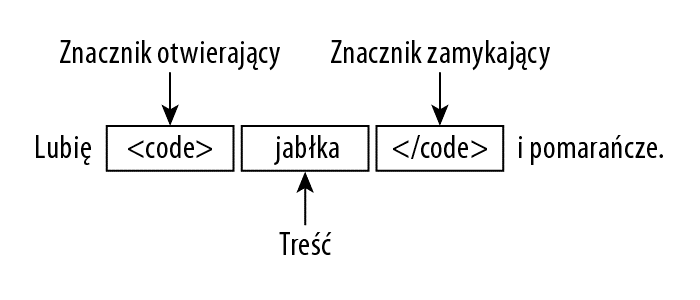 Znacznik otwierający Znacznik zamykający
Lubię <code> jabłka </code> i pomarańcze.
Treść